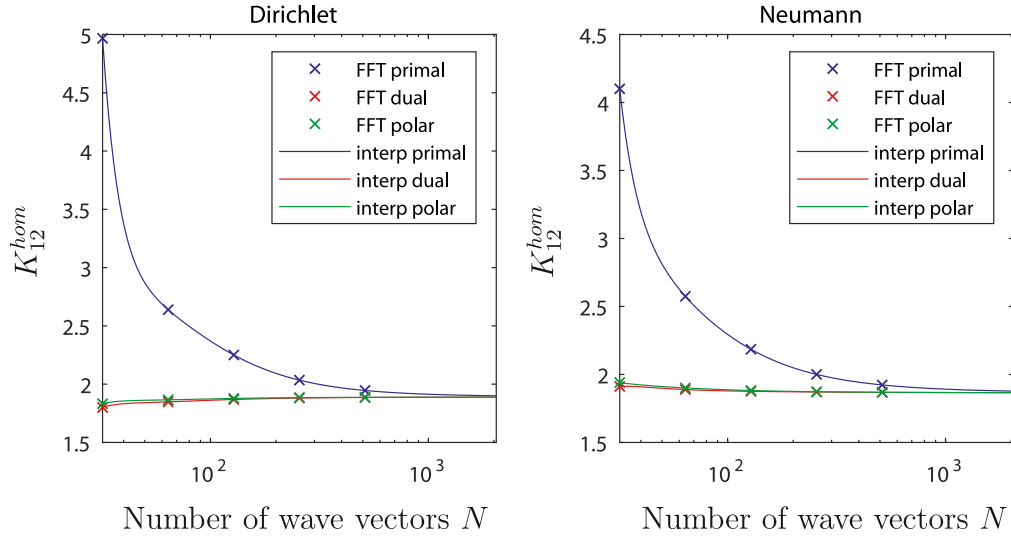 Dirichlet
5
4.5
4
3.5
3
2.5
2
1.5
K_{12}^{hom}
FFT primal
FFT dual
FFT polar
interp primal
interp dual
interp polar
10^2
10^3
Number of wave vectors N
Neumann
4.5
4
3.5
3
2.5
2
1.5
K_{12}^{hom}
FFT primal
FFT dual
FFT polar
interp primal
interp dual
interp polar
10^2
10^3
Number of wave vectors N